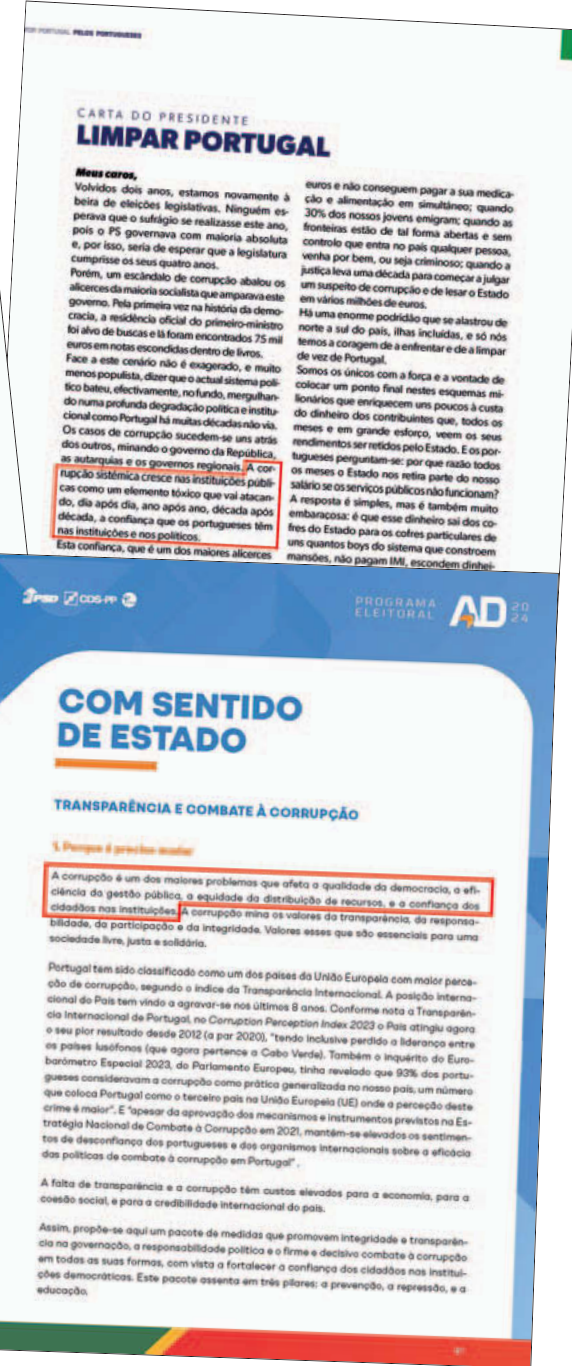 POR PORTUGAL PELOS PORTUGUESES
CARTA DO PRESIDENTE
LIMPAR PORTUGAL
Meus caros,
Volvidos dois anos, estamos novamente à
beira de eleições legislativas. Ninguém es-
perava que o sufrágio se realizasse este ano,
pois o PS governava com maioria absoluta
e, por isso, seria de esperar que a legislatura
cumprisse os seus quatro anos.
Porém, um escândalo de corrupção abalou os
alicerces da maioria socialista que amparava este
governo. Pela primeira vez na história da demo-
cracia, a residência oficial do primeiro-ministro
foi alvo de buscas e lá foram encontrados 75 mil
euros em notas escondidas dentro de livros.
Face a este cenário não é exagerado, e muito
menos populista, dizer que o actual sistema polí-
tico bateu, efectivamente, no fundo, mergulhan-
do numa profunda degradação política e institu-
cional como Portugal há muitas décadas não via.
Os casos de corrupção sucedem-se uns atrás
dos outros, minando o governo da República,
as autarquias e os governos regionais. A cor-
rupção sistémica cresce nas instituições públi-
cas como um elemento tóxico que vai atacan-
do, dia após dia, ano após ano, década após
década, a confiança que os portugueses têm
nas instituições e nos políticos.
Esta confiança, que é um dos maiores alicerces
euros e não conseguem pagar a sua medica-
ção e alimentação em simultâneo; quando
30% dos nossos jovens emigram; quando as
fronteiras estão de tal forma abertas e sem
controlo que entra no país qualquer pessoa,
venha por bem, ou seja criminoso; quando a
justiça leva uma década para começar a julgar
um suspeito de corrupção e de lesar o Estado
em vários milhões de euros.
Há uma enorme podridão que se alastrou de
norte a sul do país, ilhas incluídas, e só nós
temos a coragem de a enfrentar e de a limpar
de vez de Portugal.
Somos os únicos com a força e a vontade de
colocar um ponto final nestes esquemas mi-
lionários que enriquecem uns poucos à custa
do dinheiro dos contribuintes que, todos os
meses e em grande esforço, veem os seus
rendimentos ser retidos pelo Estado. E os por-
tugueses perguntam-se: por que razão todos
os meses o Estado nos retira parte do nosso
salário se os serviços públicos não funcionam?
A resposta é simples, mas é também muito
embaraçosa: é que esse dinheiro sai dos co-
fres do Estado para os cofres particulares de
uns quantos boys do sistema que constroem
mansões, não pagam IMI, escondem dinhei-
PSD CDS-PP
PROGRAMA
ELEITORAL AD 20
24
COM SENTIDO
DE ESTADO
TRANSPARÊNCIA E COMBATE À CORRUPÇÃO
1. Porque é preciso mudar
A corrupção é um dos maiores problemas que afeta a qualidade da democracia, a efi-
ciência da gestão pública, a equidade da distribuição de recursos, e a confiança dos
cidadãos nas instituições. A corrupção mina os valores da transparência, da responsa-
bilidade, da participação e da integridade. Valores esses que são essenciais para uma
sociedade livre, justa e solidária.
Portugal tem sido classificado como um dos países da União Europeia com maior perce-
ção de corrupção, segundo o índice da Transparência Internacional. A posição interna-
cional do País tem vindo a agravar-se nos últimos 8 anos. Conforme nota a Transparên-
cia Internacional de Portugal, no Corruption Perception Index 2023 o País atingiu agora
o seu pior resultado desde 2012 (a par 2020), "tendo inclusive perdido a liderança entre
os países lusófonos (que agora pertence a Cabo Verde). Também o inquérito do Euro-
barómetro Especial 2023, do Parlamento Europeu, tinha revelado que 93% dos portu-
gueses consideravam a corrupção como prática generalizada no nosso país, um número
que coloca Portugal como o terceiro país na União Europeia (UE) onde a perceção deste
crime é maior". E "apesar da aprovação dos mecanismos e instrumentos previstos na Es-
tratégia Nacional de Combate à Corrupção em 2021, mantêm-se elevados os sentimen-
tos de desconfiança dos portugueses e dos organismos internacionais sobre a eficácia
das políticas de combate à corrupção em Portugal".
A falta de transparência e a corrupção têm custos elevados para a economia, para a
coesão social, e para a credibilidade internacional do país.
Assim, propõe-se aqui um pacote de medidas que promovem integridade e transparên-
cia na governação, a responsabilidade política e o firme e decisivo combate à corrupção
em todas as suas formas, com vista a fortalecer a confiança dos cidadãos nas institui-
ções democráticas. Este pacote assenta em três pilares: a prevenção, a repressão, e a
educação.